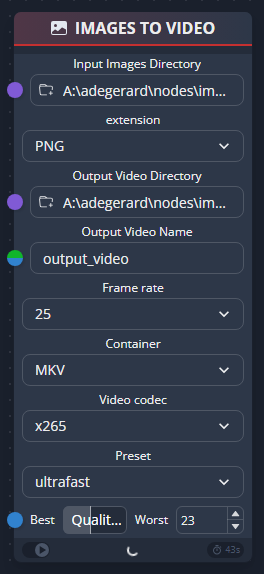 IMAGES TO VIDEO
Input Images Directory
A:\adegerard\nodes\im...
extension
PNG
Output Video Directory
A:\adegerard\nodes\im...
Output Video Name
output_video
Frame rate
25
Container
MKV
Video codec
x265
Preset
ultrafast
Best Qualit... Worst 23
43s